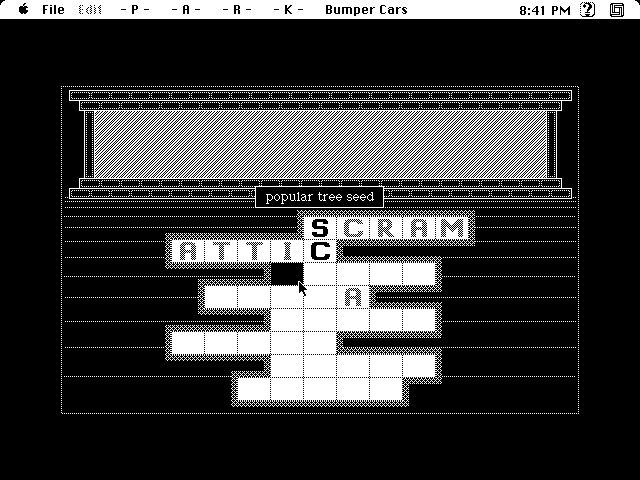 File Edit - P - - A - - R - - K - Bumper Cars 8:41 PM
popular tree seed
SCRAM
ATTIC
A